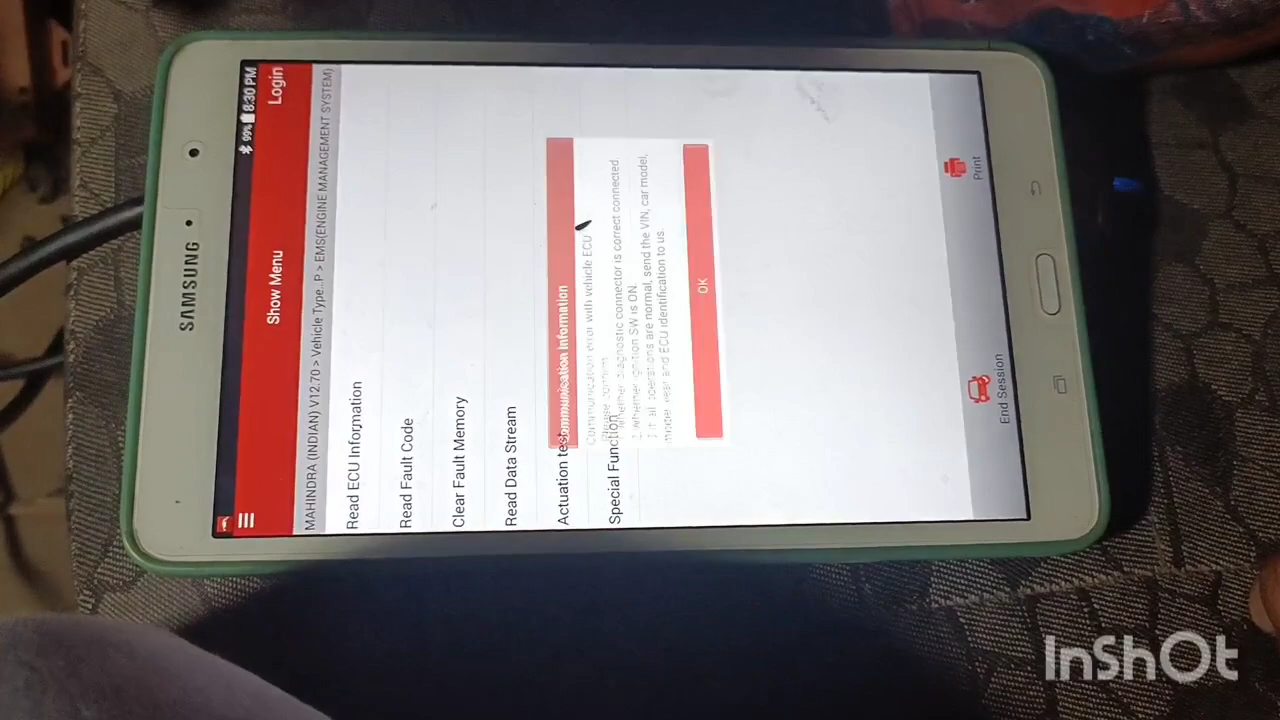 SAMSUNG
99% 8:30 PM
Show Menu
Login
MAHINDRA (INDIAN) V12.70 > Vehicle Type...P > EMS(ENGINE MANAGEMENT SYSTEM)
Read ECU Information
Read Fault Code
Clear Fault Memory
Read Data Stream
Actuation test
Special Function
Communication Information
Communication error with vehicle ECU
Please confirm
Whether diagnostic connector is correct connected
2.Whether ignition SW is ON.
If all operations are normal, send the VIN, car model,
model year and ECU identification to us.
OK
End Session
Print
InShOt